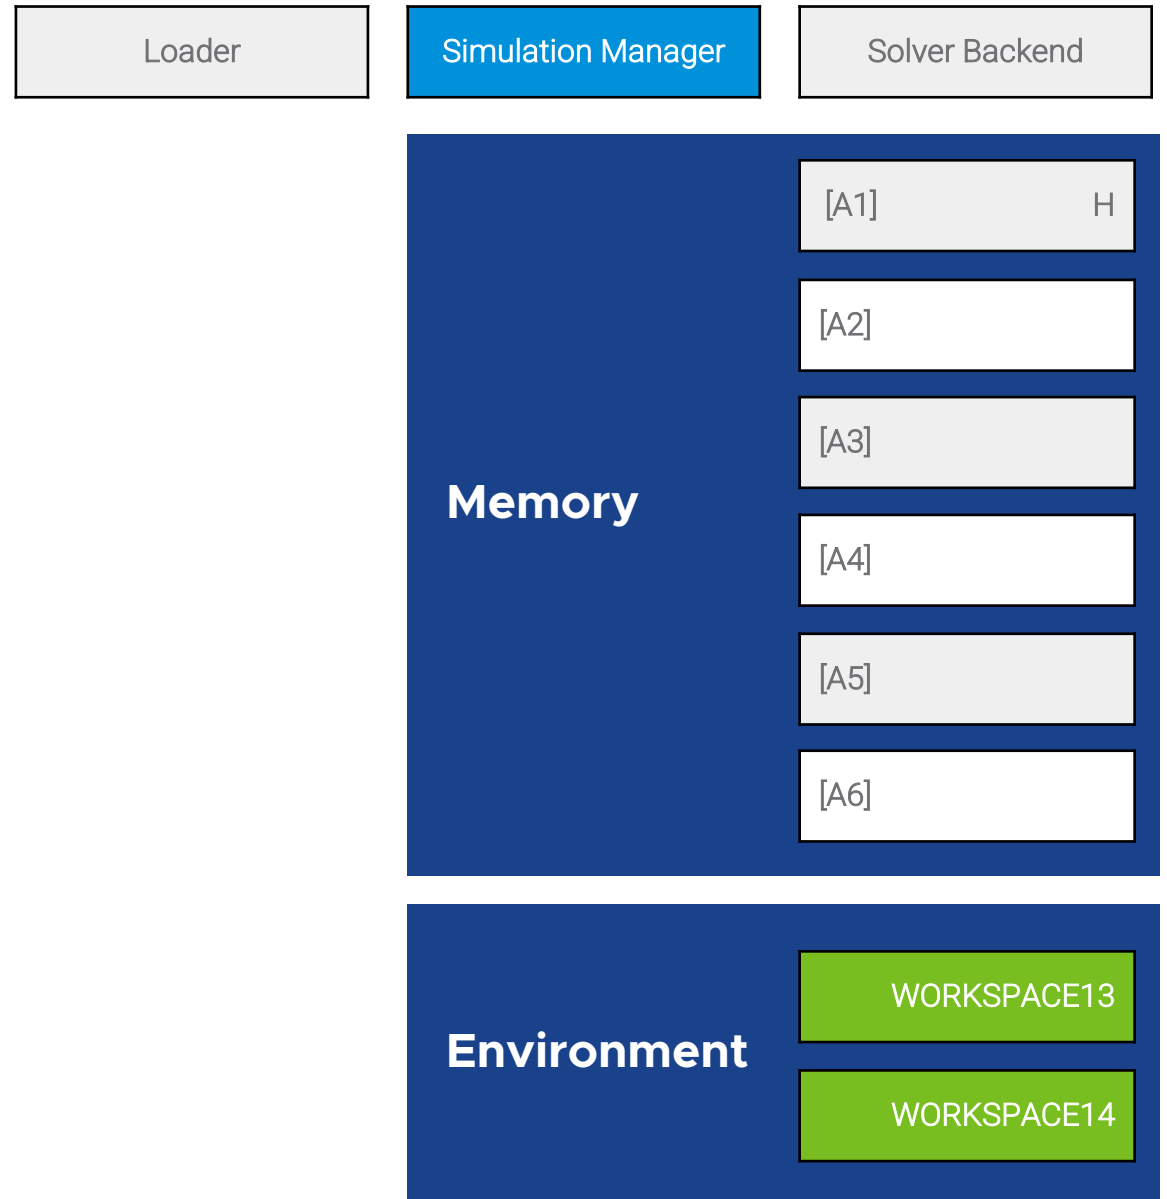 Loader
Simulation Manager
Solver Backend
[A1] H
[A2]
[A3]
Memory
[A4]
[A5]
[A6]
WORKSPACE13
Environment
WORKSPACE14